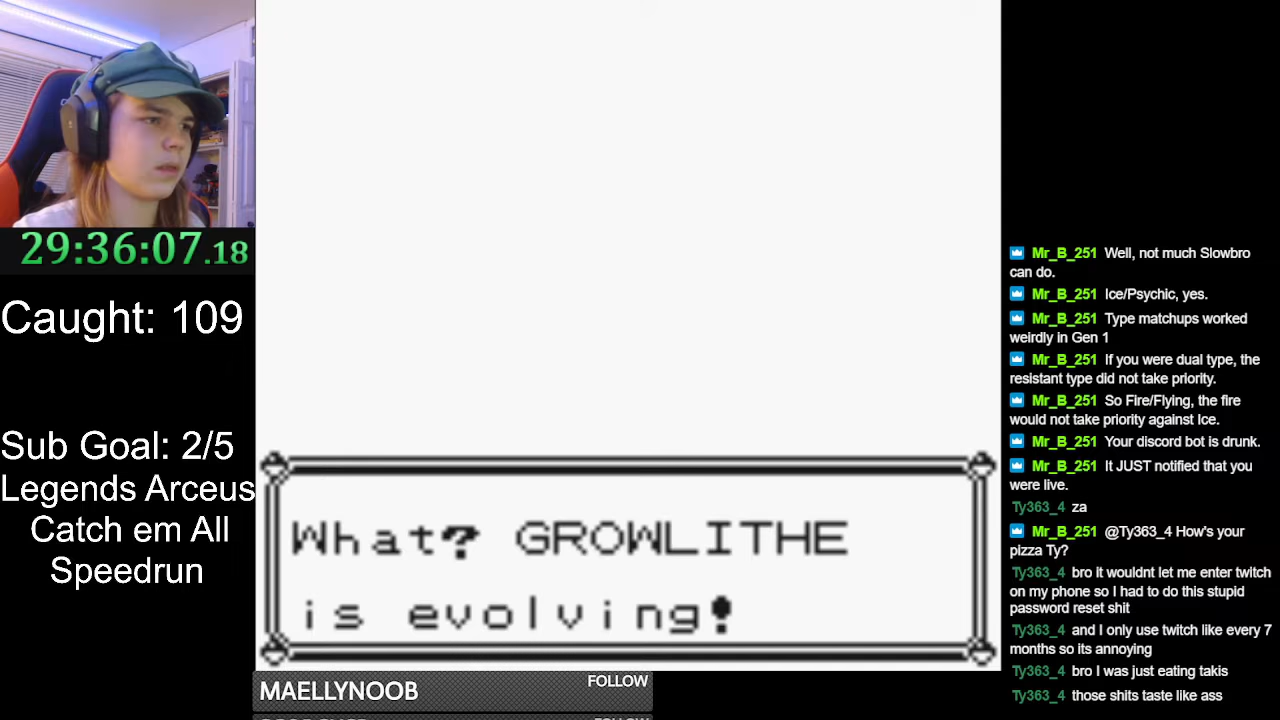 29:36:07.18
Caught: 109
Sub Goal: 2/5
Legends Arceus
Catch em All
Speedrun
What? GROWLITHE
is evolving!
MAELLYNOOB
FOLLOW
Mr_B_251 Well, not much Slowbro
can do.
Mr_B_251 Ice/Psychic, yes.
Mr_B_251 Type matchups worked
weirdly in Gen 1
Mr_B_251 If you were dual type, the
resistant type did not take priority.
Mr_B_251 So Fire/Flying, the fire
would not take priority against Ice.
Mr_B_251 Your discord bot is drunk.
Mr_B_251 It JUST notified that you
were live.
Ty363_4 za
Mr_B_251 @Ty363_4 How's your
pizza Ty?
Ty363_4 bro it wouldnt let me enter twitch
on my phone so I had to do this stupid
password reset shit
Ty363_4 and I only use twitch like every 7
months so its annoying
Ty363_4 bro I was just eating takis
Ty363_4 those shits taste like ass